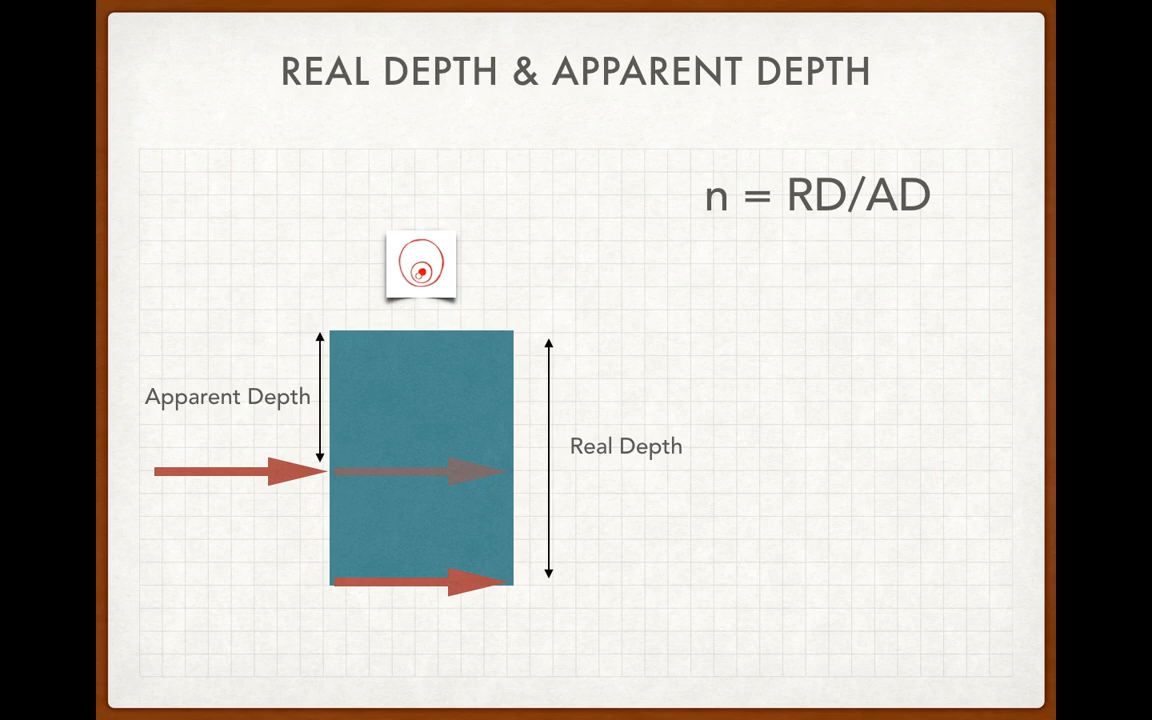 REAL DEPTH & APPARENT DEPTH
n = RD/AD
Apparent Depth
Real Depth